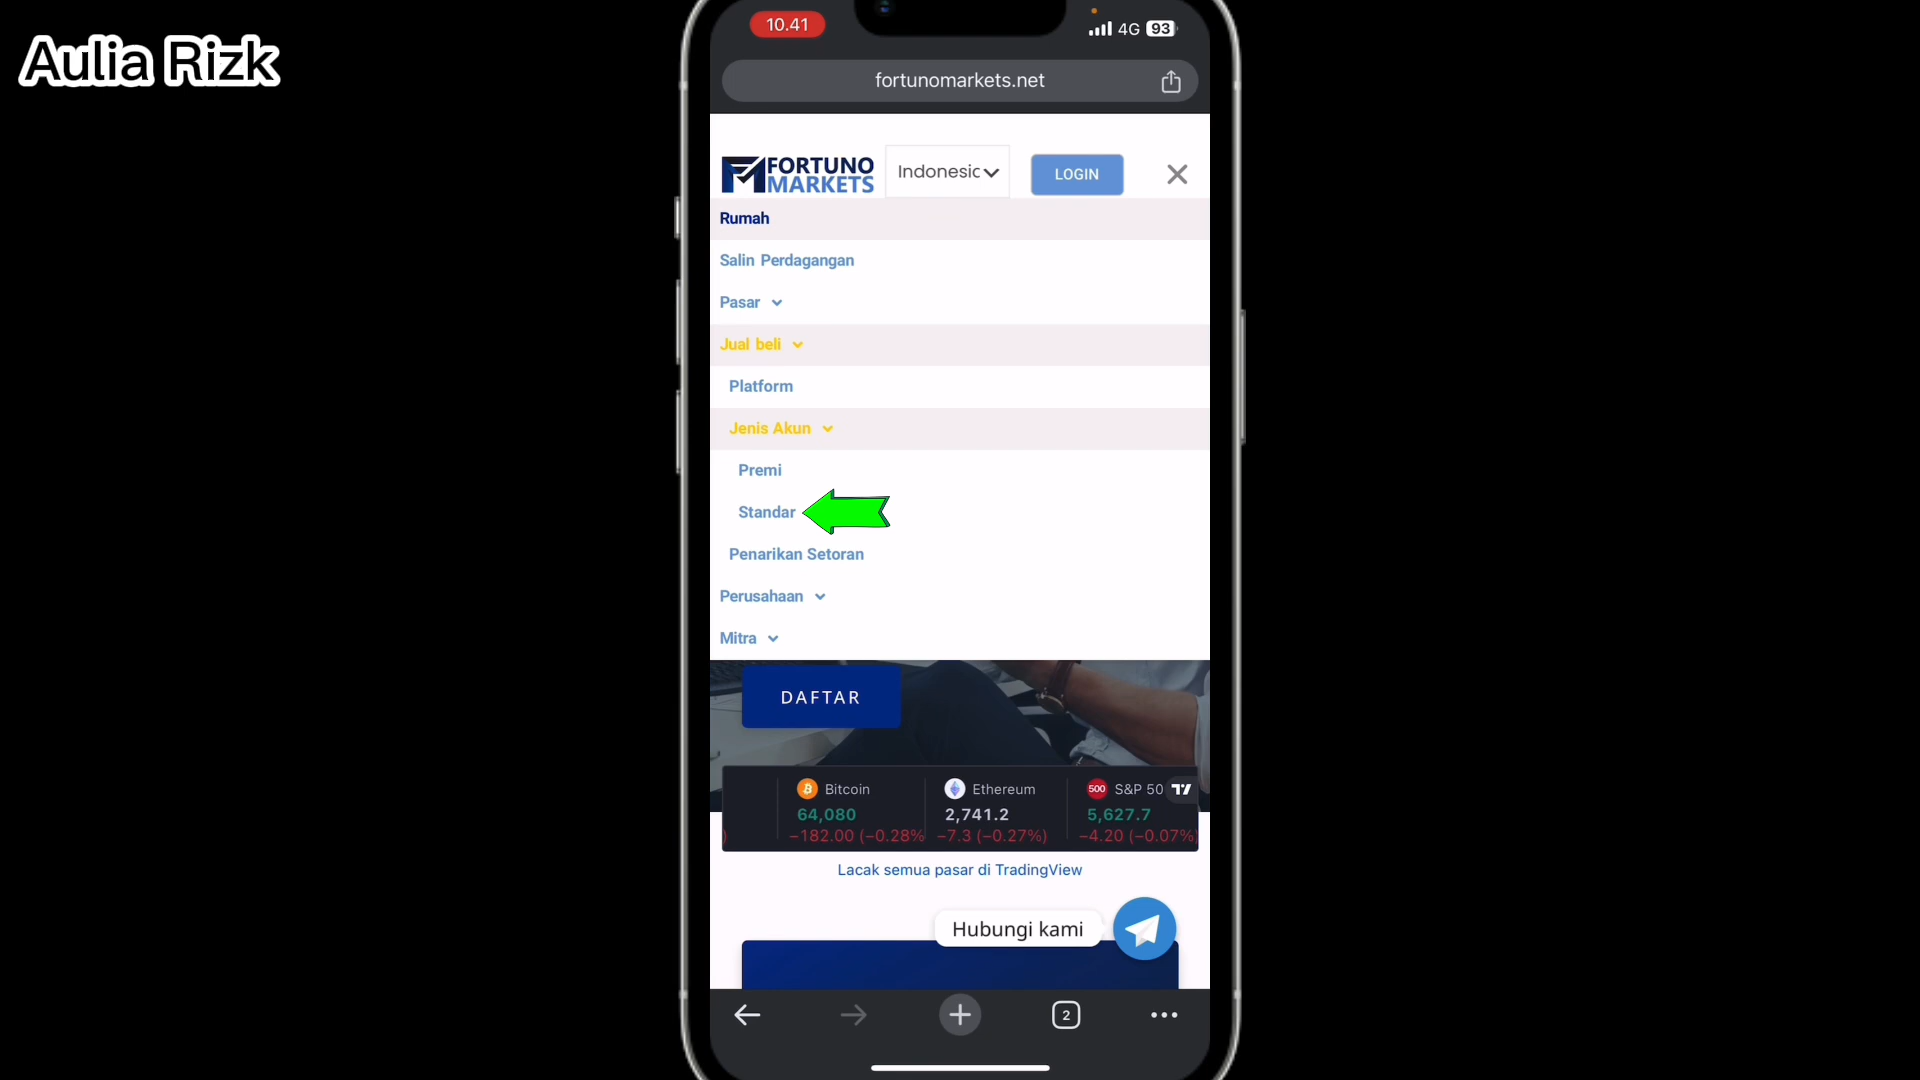 Aulia Rizk
10.41
4G 93
fortunomarkets.net
FORTUNO
MARKETS
Indonesic
LOGIN
Rumah
Salin Perdagangan
Pasar
Jual beli
Platform
Jenis Akun
Premi
Standar
Penarikan Setoran
Perusahaan
Mitra
DAFTAR
Bitcoin
64,080
−182.00 (−0.28%
Ethereum
2,741.2
−7.3 (−0.27%)
500 S&P 50
5,627.7
−4.20 (−0.07%)
Lacak semua pasar di TradingView
Hubungi kami
2